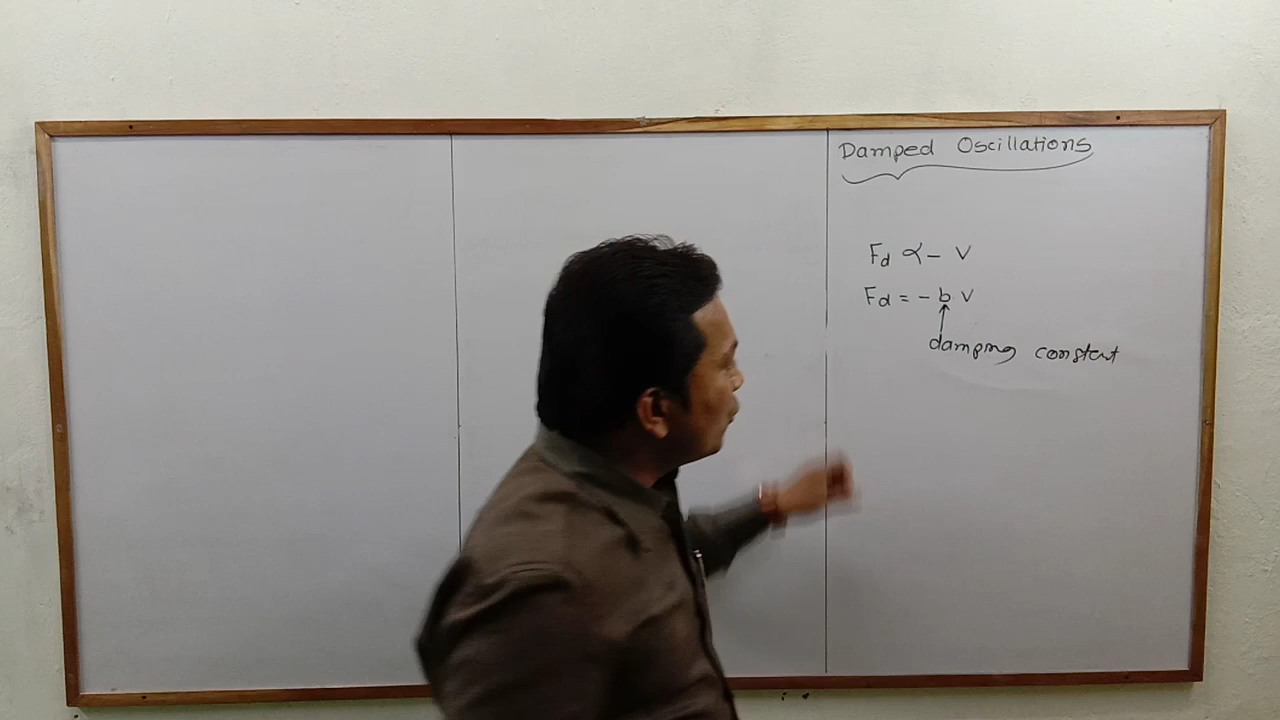 Damped Oscillations
Fd ∝ - V
Fd = - b V
↑
damping constant